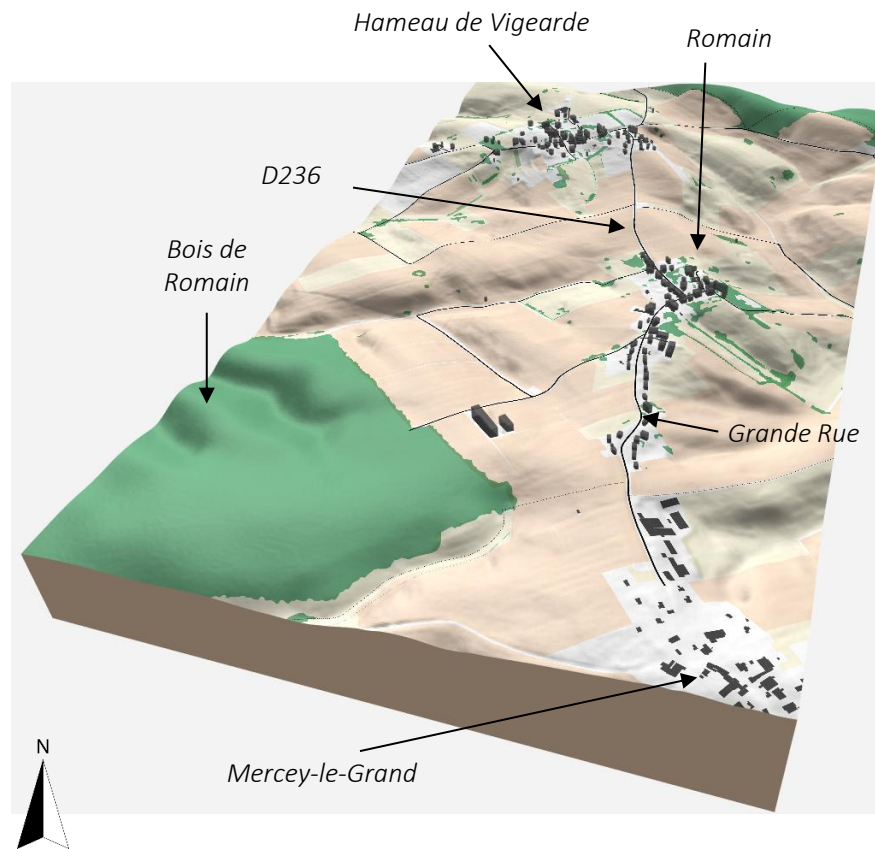 Hameau de Vigearde
Romain
D236
Bois de
Romain
Grande Rue
N
Mercey-le-Grand